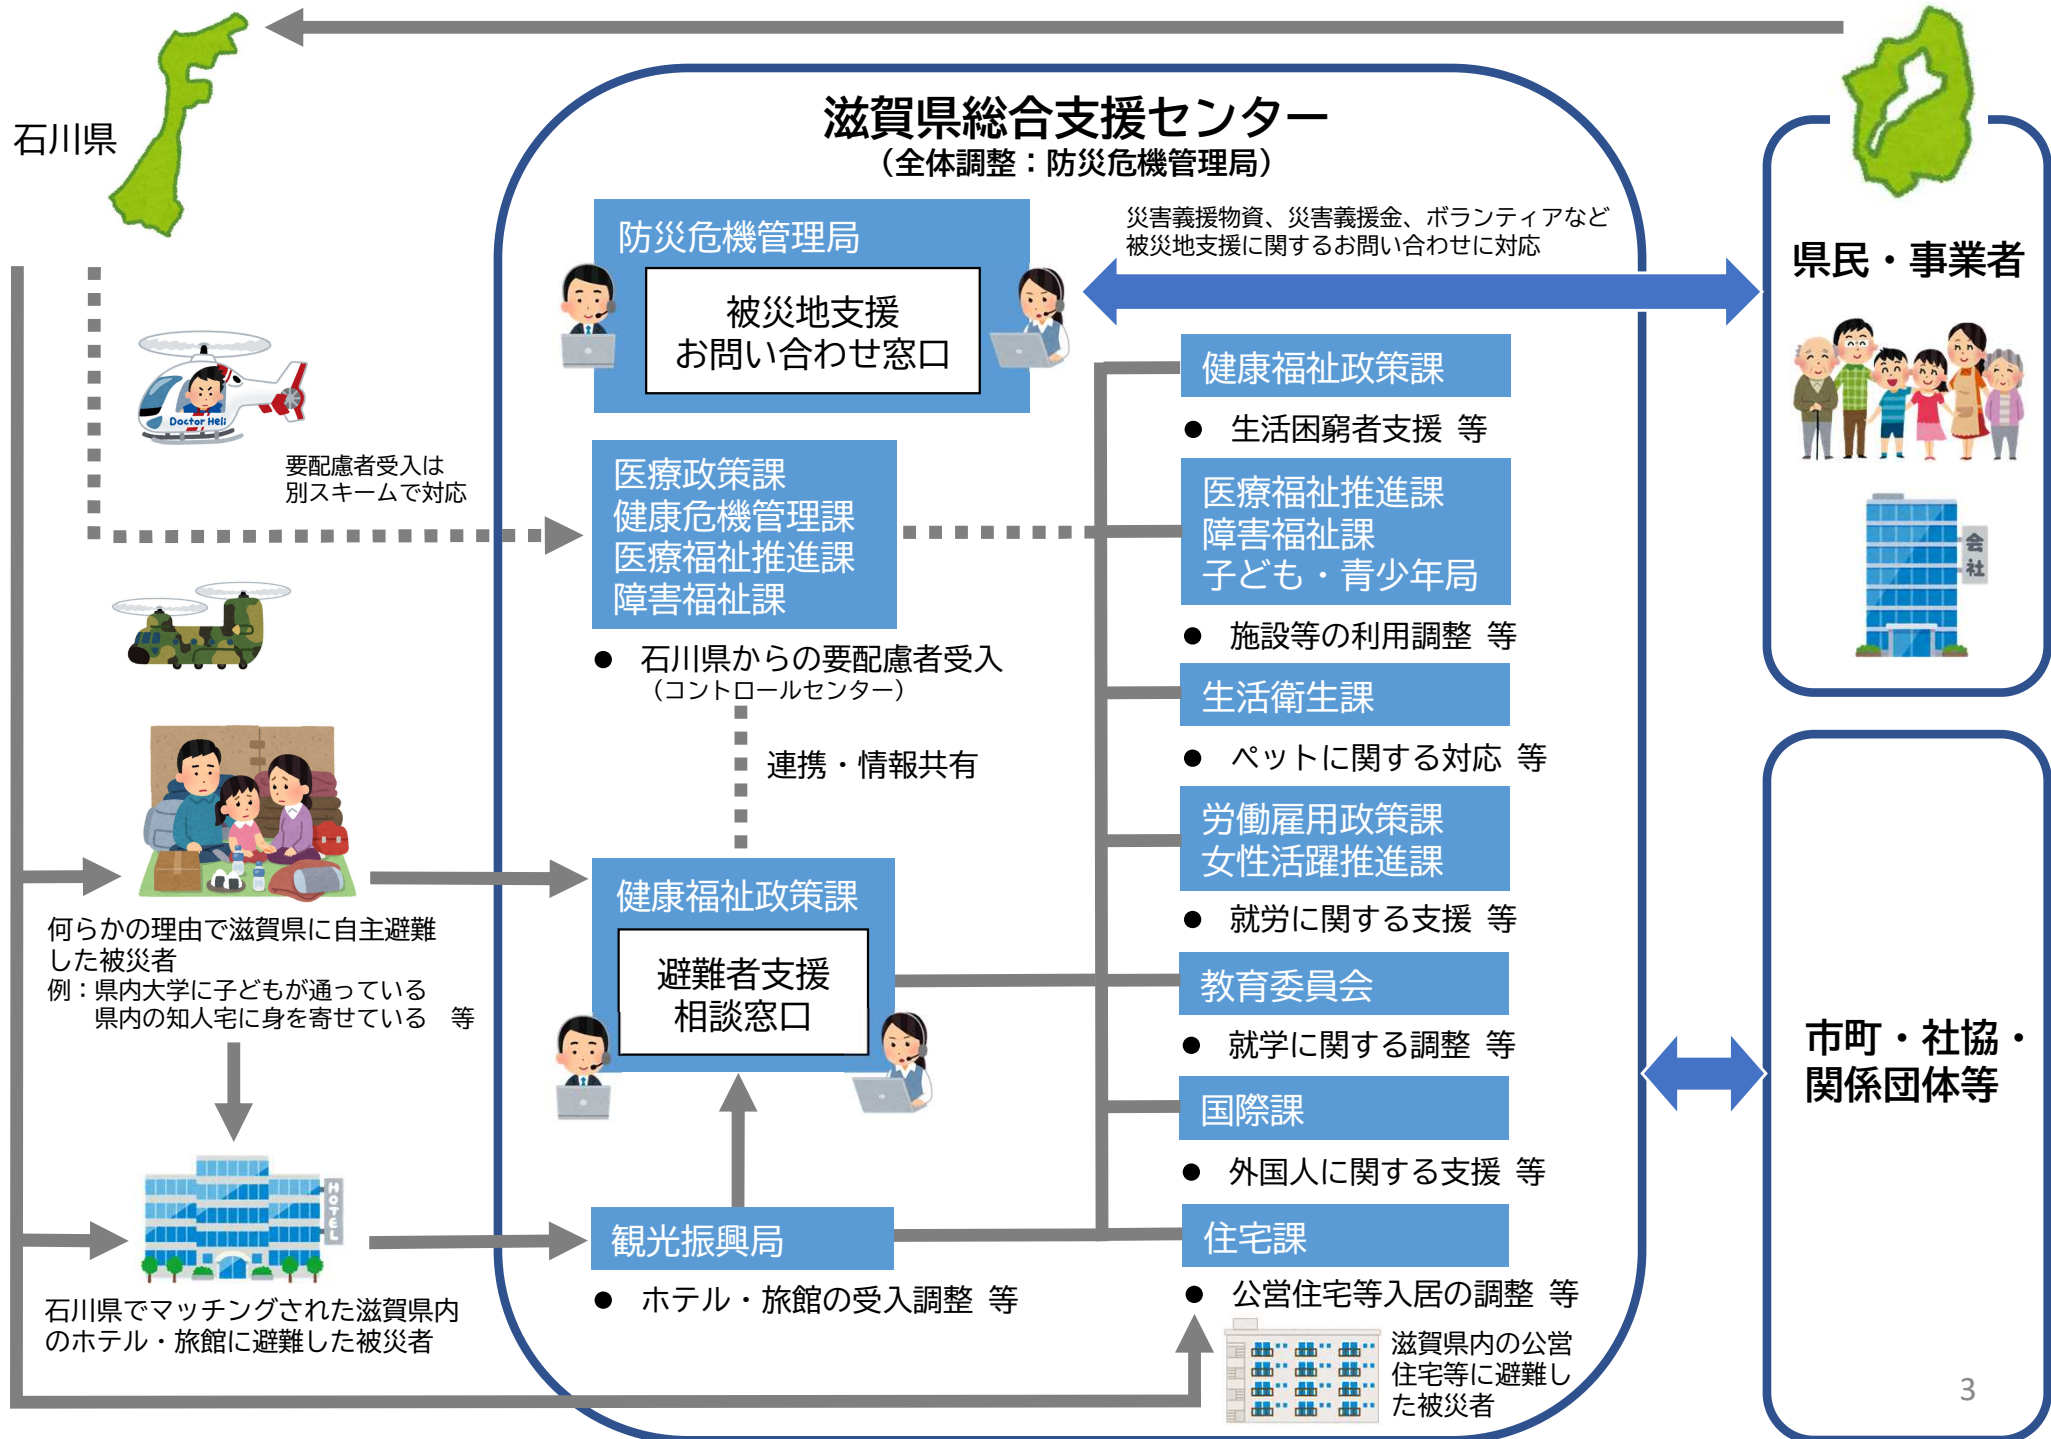 石川県
滋賀県総合支援センター
（全体調整：防災危機管理局）
防災危機管理局
被災地支援
お問い合わせ窓口
災害義援物資、災害義援金、ボランティアなど
被災地支援に関するお問い合わせに対応
県民・事業者
会社
Doctor Heli
要配慮者受入は
別スキームで対応
医療政策課
健康危機管理課
医療福祉推進課
障害福祉課
● 石川県からの要配慮者受入
（コントロールセンター）
連携・情報共有
健康福祉政策課
避難者支援
相談窓口
観光振興局
● ホテル・旅館の受入調整 等
健康福祉政策課
● 生活困窮者支援 等
医療福祉推進課
障害福祉課
子ども・青少年局
● 施設等の利用調整 等
生活衛生課
● ペットに関する対応 等
労働雇用政策課
女性活躍推進課
● 就労に関する支援 等
教育委員会
● 就学に関する調整 等
国際課
● 外国人に関する支援 等
住宅課
● 公営住宅等入居の調整 等
滋賀県内の公営
住宅等に避難し
た被災者
何らかの理由で滋賀県に自主避難
した被災者
例：県内大学に子どもが通っている
県内の知人宅に身を寄せている 等
HOTEL
石川県でマッチングされた滋賀県内
のホテル・旅館に避難した被災者
市町・社協・
関係団体等
3